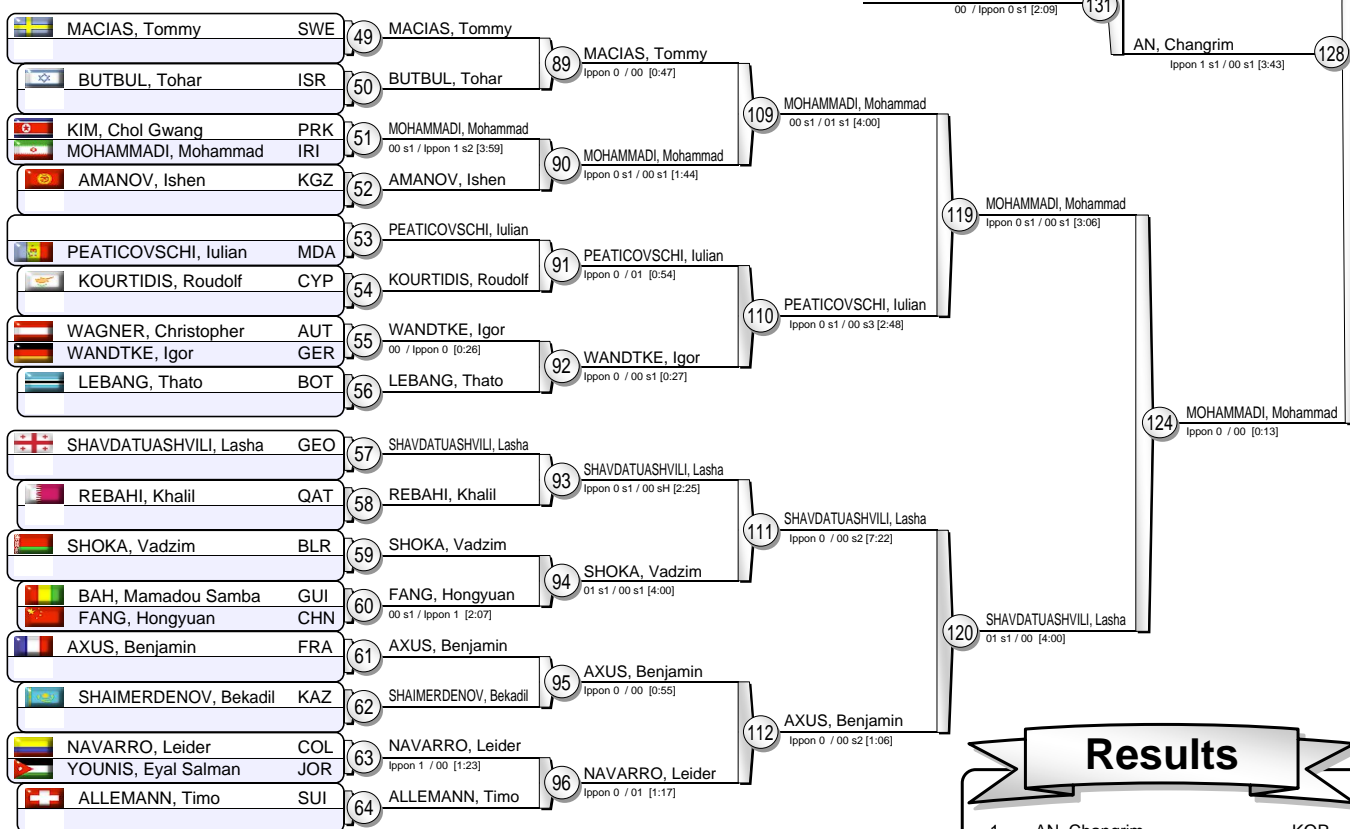 00 / Ippon 0 s1 [2:09]
131
AN, Changrim
Ippon 1 s1 / 00 s1 [3:43]
128
MACIAS, Tommy SWE
BUTBUL, Tohar ISR
KIM, Chol Gwang PRK
MOHAMMADI, Mohammad IRI
AMANOV, Ishen KGZ
PEATICOVSCHI, Iulian MDA
KOURTIDIS, Roudolf CYP
WAGNER, Christopher AUT
WANDTKE, Igor GER
LEBANG, Thato BOT
SHAVDATUASHVILI, Lasha GEO
REBAHI, Khalil QAT
SHOKA, Vadzim BLR
BAH, Mamadou Samba GUI
FANG, Hongyuan CHN
AXUS, Benjamin FRA
SHAIMERDENOV, Bekadil KAZ
NAVARRO, Leider COL
YOUNIS, Eyal Salman JOR
ALLEMANN, Timo SUI
49 MACIAS, Tommy
50 BUTBUL, Tohar
51 MOHAMMADI, Mohammad
00 s1 / Ippon 1 s2 [3:59]
52 AMANOV, Ishen
53 PEATICOVSCHI, Iulian
54 KOURTIDIS, Roudolf
55 WANDTKE, Igor
00 / Ippon 0 [0:26]
56 LEBANG, Thato
57 SHAVDATUASHVILI, Lasha
58 REBAHI, Khalil
59 SHOKA, Vadzim
60 FANG, Hongyuan
00 s1 / Ippon 1 [2:07]
61 AXUS, Benjamin
62 SHAIMERDENOV, Bekadil
63 NAVARRO, Leider
Ippon 1 / 00 [1:23]
64 ALLEMANN, Timo
89 MACIAS, Tommy
Ippon 0 / 00 [0:47]
90 MOHAMMADI, Mohammad
Ippon 0 s1 / 00 s1 [1:44]
91 PEATICOVSCHI, Iulian
Ippon 0 / 01 [0:54]
92 WANDTKE, Igor
Ippon 0 / 00 s1 [0:27]
93 SHAVDATUASHVILI, Lasha
Ippon 0 s1 / 00 sH [2:25]
94 SHOKA, Vadzim
01 s1 / 00 s1 [4:00]
95 AXUS, Benjamin
Ippon 0 / 00 [0:55]
96 NAVARRO, Leider
Ippon 0 / 01 [1:17]
109 MOHAMMADI, Mohammad
00 s1 / 01 s1 [4:00]
110 PEATICOVSCHI, Iulian
Ippon 0 s1 / 00 s3 [2:48]
111 SHAVDATUASHVILI, Lasha
Ippon 0 / 00 s2 [7:22]
112 AXUS, Benjamin
Ippon 0 / 00 s2 [1:06]
119 MOHAMMADI, Mohammad
Ippon 0 s1 / 00 s1 [3:06]
120 SHAVDATUASHVILI, Lasha
01 s1 / 00 [4:00]
124 MOHAMMADI, Mohammad
Ippon 0 / 00 [0:13]
Results
1 AN, Changrim KOR